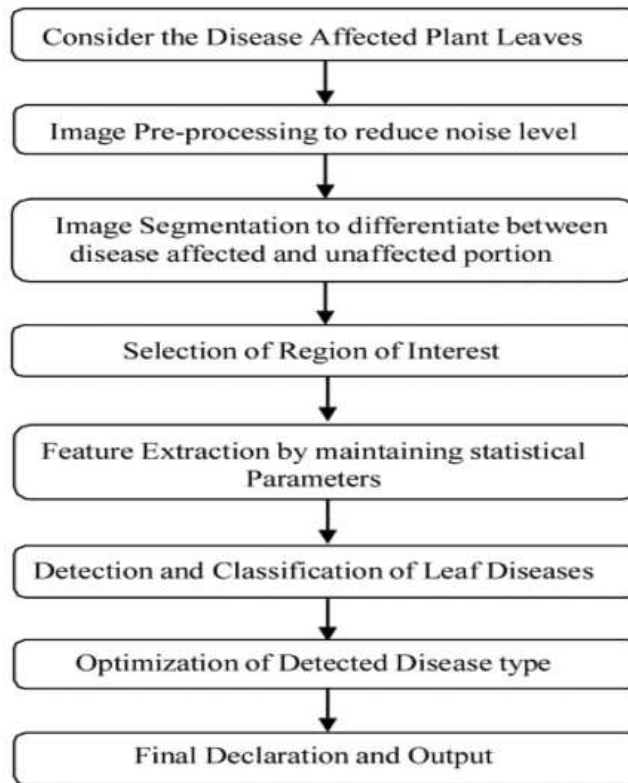 Consider the Disease Affected Plant Leaves
Image Pre-processing to reduce noise level
Image Segmentation to differentiate between
disease affected and unaffected portion
Selection of Region of Interest
Feature Extraction by maintaining statistical
Parameters
Detection and Classification of Leaf Diseases
Optimization of Detected Disease type
Final Declaration and Output